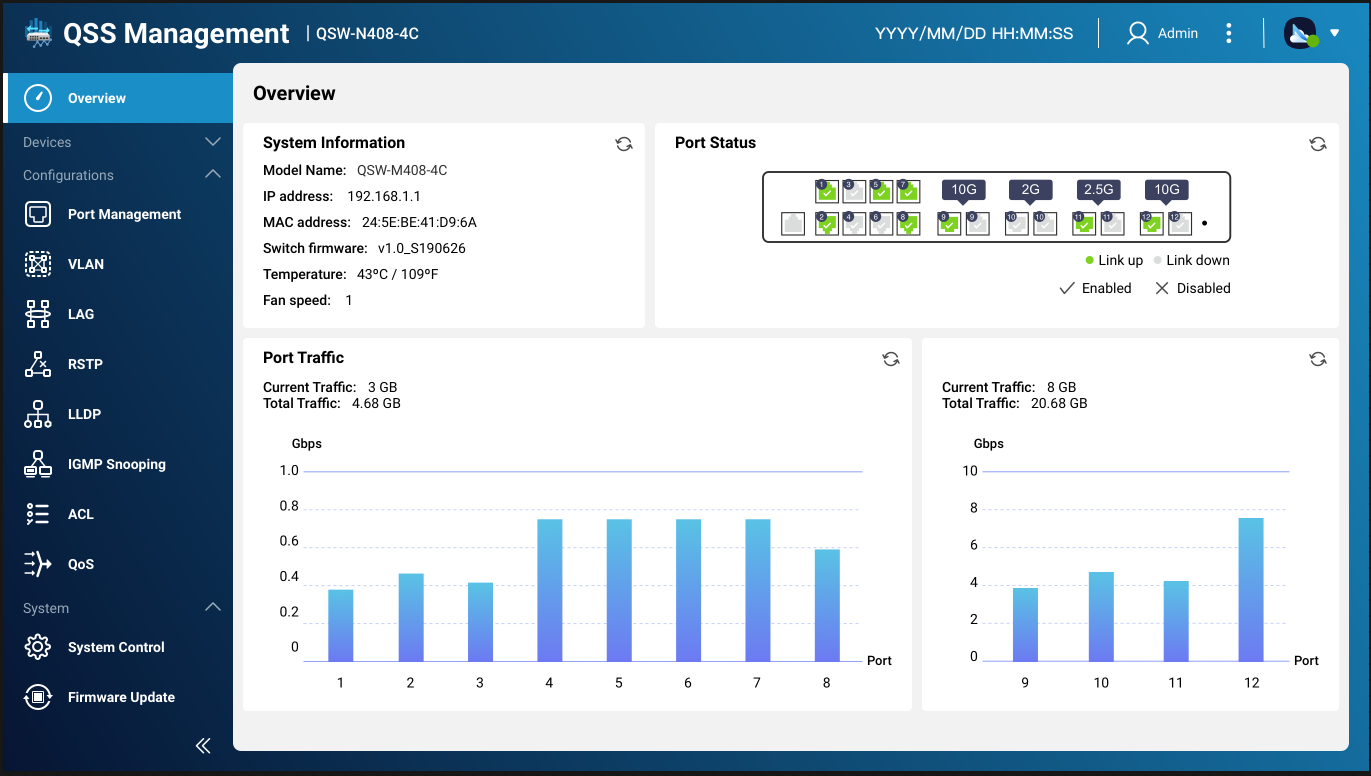 QSS Management | QSW-N408-4C
YYYY/MM/DD HH:MM:SS
Admin
Overview
Devices
Configurations
Port Management
VLAN
LAG
RSTP
LLDP
IGMP Snooping
ACL
QoS
System
System Control
Firmware Update
Overview
System Information
Model Name: QSW-M408-4C
IP address: 192.168.1.1
MAC address: 24:5E:BE:41:D9:6A
Switch firmware: v1.0_S190626
Temperature: 43ºC / 109ºF
Fan speed: 1
Port Status
1 3 5 7 10G 2G 2.5G 10G
2 4 6 8 9 9 10 10 11 11 12 12
Link up Link down
Enabled Disabled
Port Traffic
Current Traffic: 3 GB
Total Traffic: 4.68 GB
Gbps
1.0
0.8
0.6
0.4
0.2
0
Port
1 2 3 4 5 6 7 8
Current Traffic: 8 GB
Total Traffic: 20.68 GB
Gbps
10
8
6
4
2
0
Port
9 10 11 12